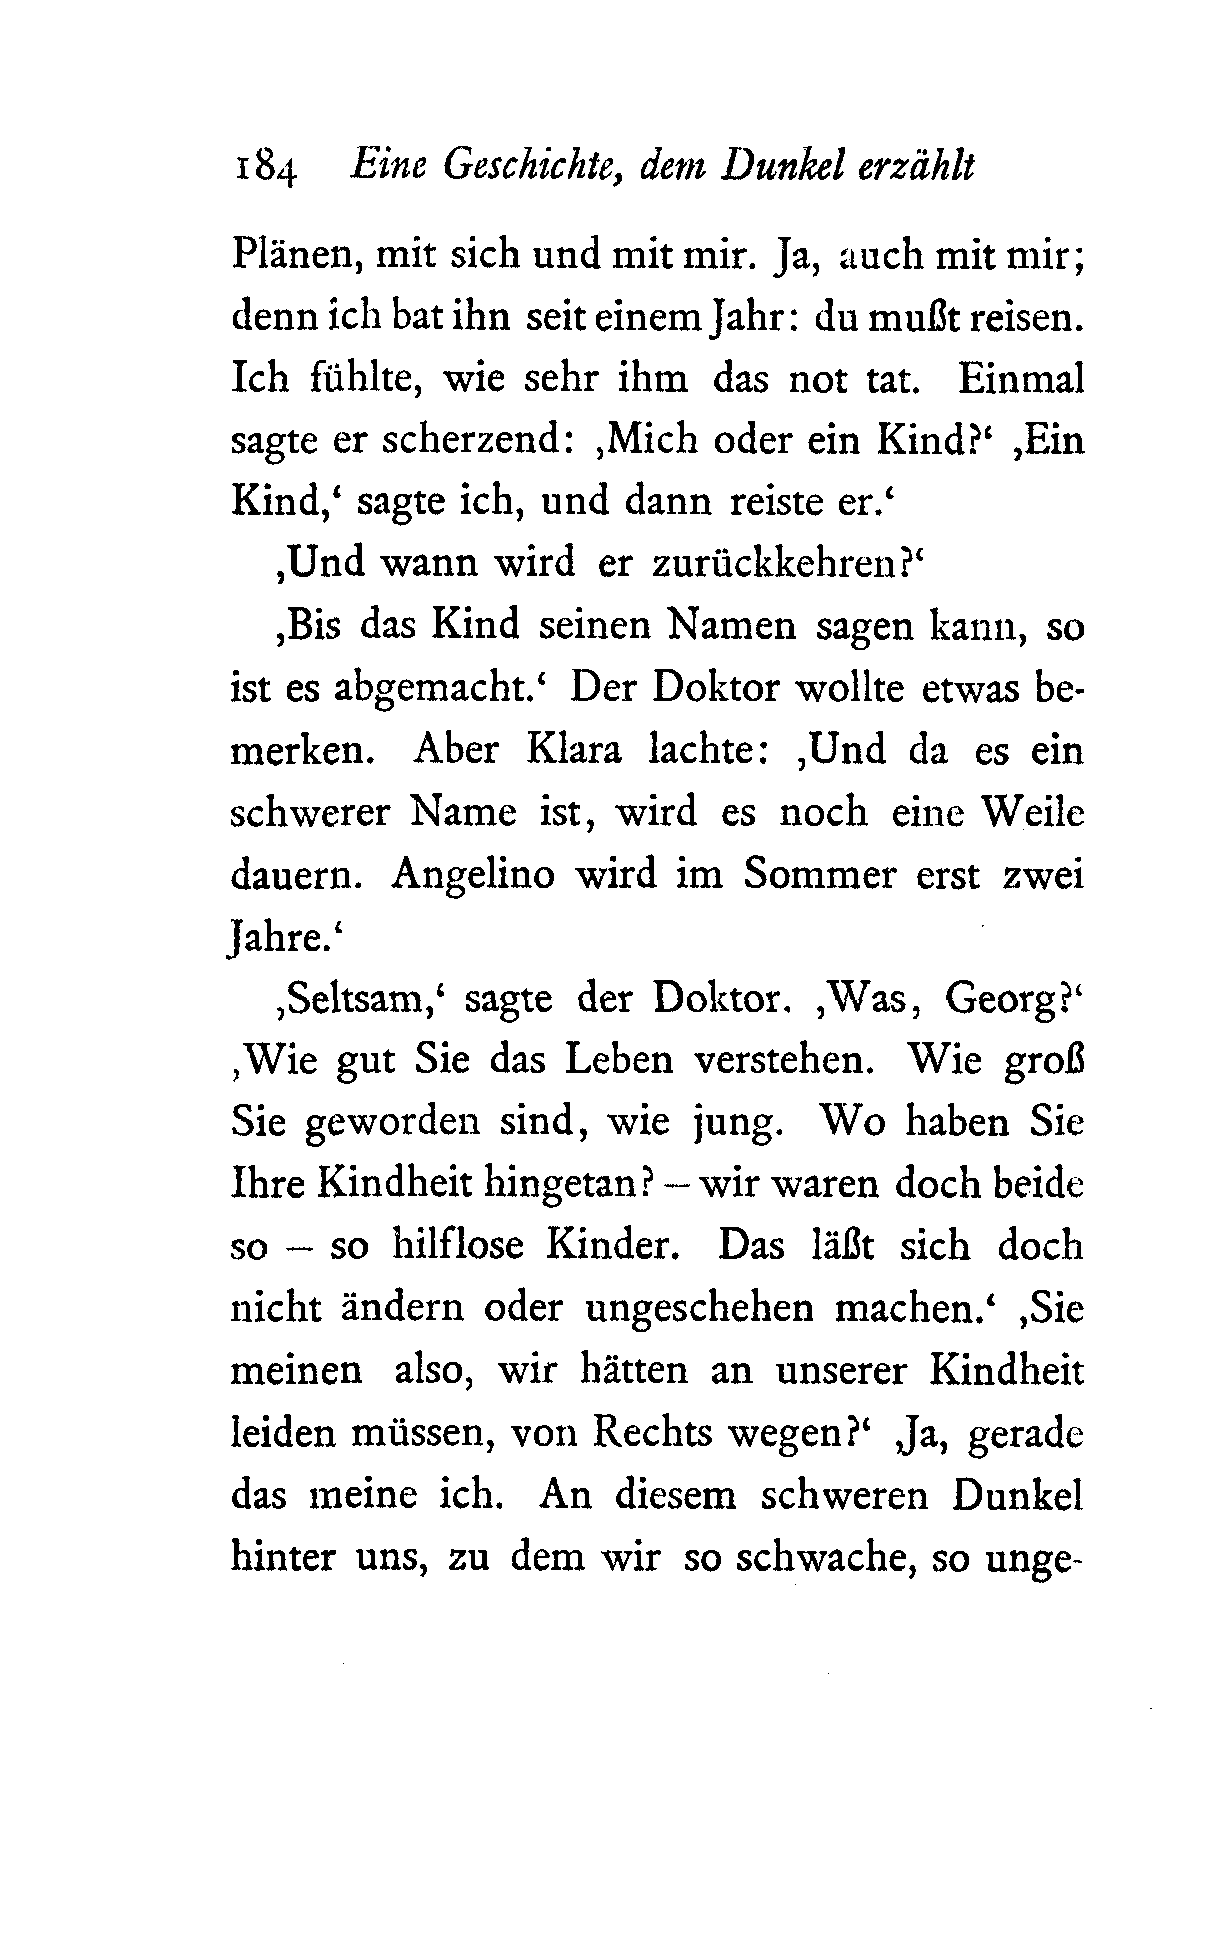 184 Eine Geschichte, dem Dunkel erzählt
Plänen, mit sich und mit mir. Ja, auch mit mir;
denn ich bat ihn seit einem Jahr: du mußt reisen.
Ich fühlte, wie sehr ihm das not tat. Einmal
sagte er scherzend: ‚Mich oder ein Kind?‘ ‚Ein
Kind,‘ sagte ich, und dann reiste er.‘
‚Und wann wird er zurückkehren?‘
‚Bis das Kind seinen Namen sagen kann, so
ist es abgemacht.‘ Der Doktor wollte etwas be-
merken. Aber Klara lachte: ‚Und da es ein
schwerer Name ist, wird es noch eine Weile
dauern. Angelino wird im Sommer erst zwei
Jahre.‘
‚Seltsam,‘ sagte der Doktor. ‚Was, Georg?‘
‚Wie gut Sie das Leben verstehen. Wie groß
Sie geworden sind, wie jung. Wo haben Sie
Ihre Kindheit hingetan? – wir waren doch beide
so – so hilflose Kinder. Das läßt sich doch
nicht ändern oder ungeschehen machen.‘ ‚Sie
meinen also, wir hätten an unserer Kindheit
leiden müssen, von Rechts wegen?‘ ‚Ja, gerade
das meine ich. An diesem schweren Dunkel
hinter uns, zu dem wir so schwache, so unge-